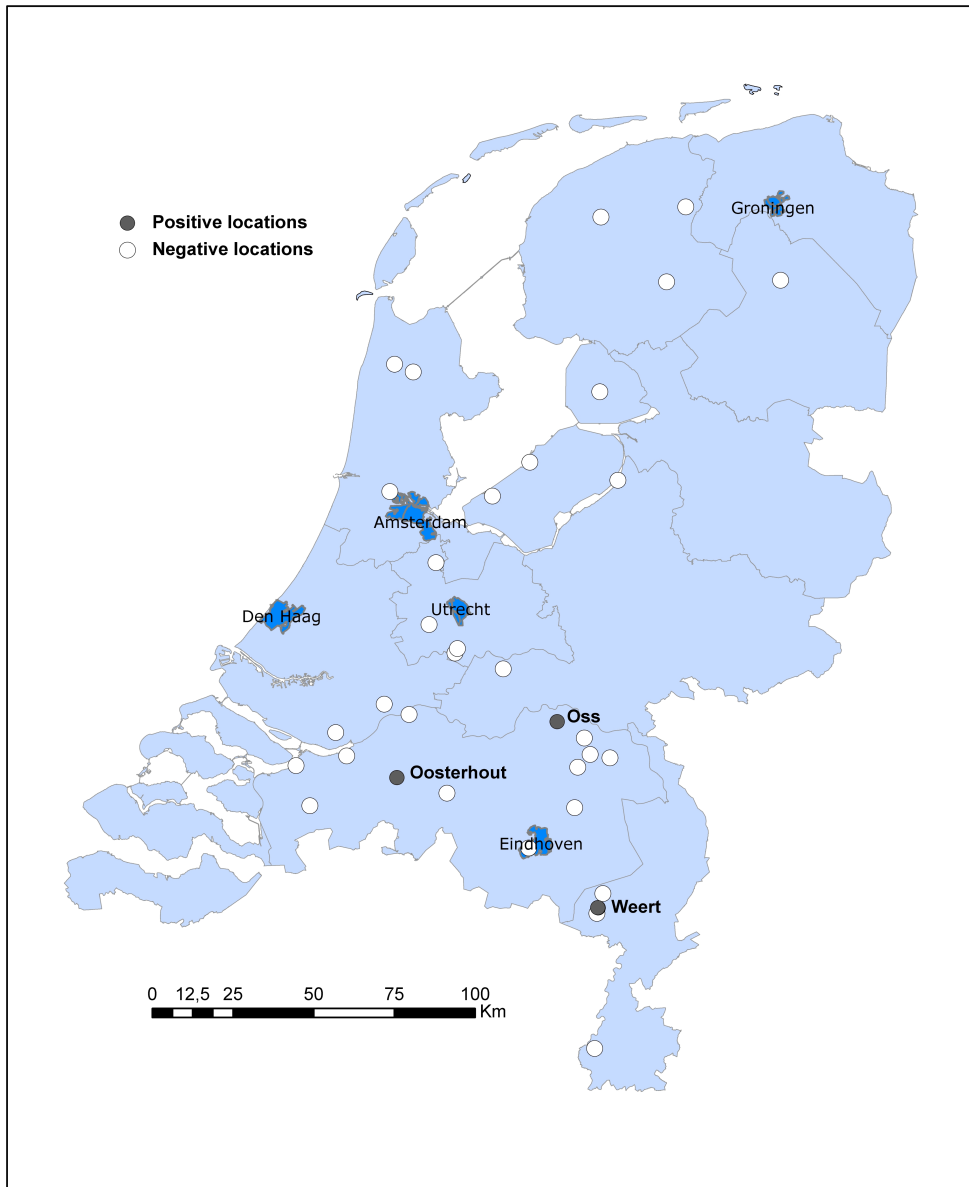 Groningen
Positive locations
Negative locations
Amsterdam
Utrecht
Den Haag
Oss
Oosterhout
Eindhoven
Weert
0 12,5 25 50 75 100
Km